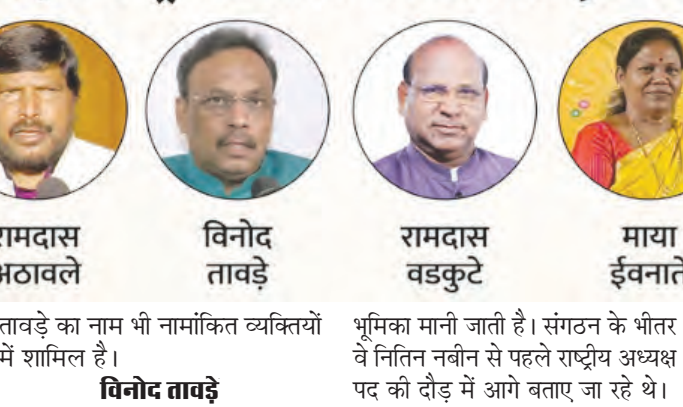 रामदास
अठावले
विनोद
तावड़े
रामदास
वडकुटे
माया
ईवनाते
तावड़े का नाम भी नामांकित व्यक्तियों
में शामिल है।
विनोद तावड़े
भूमिका मानी जाती है। संगठन के भीतर
वे नितिन नबीन से पहले राष्ट्रीय अध्यक्ष
पद की दौड़ में आगे बताए जा रहे थे।